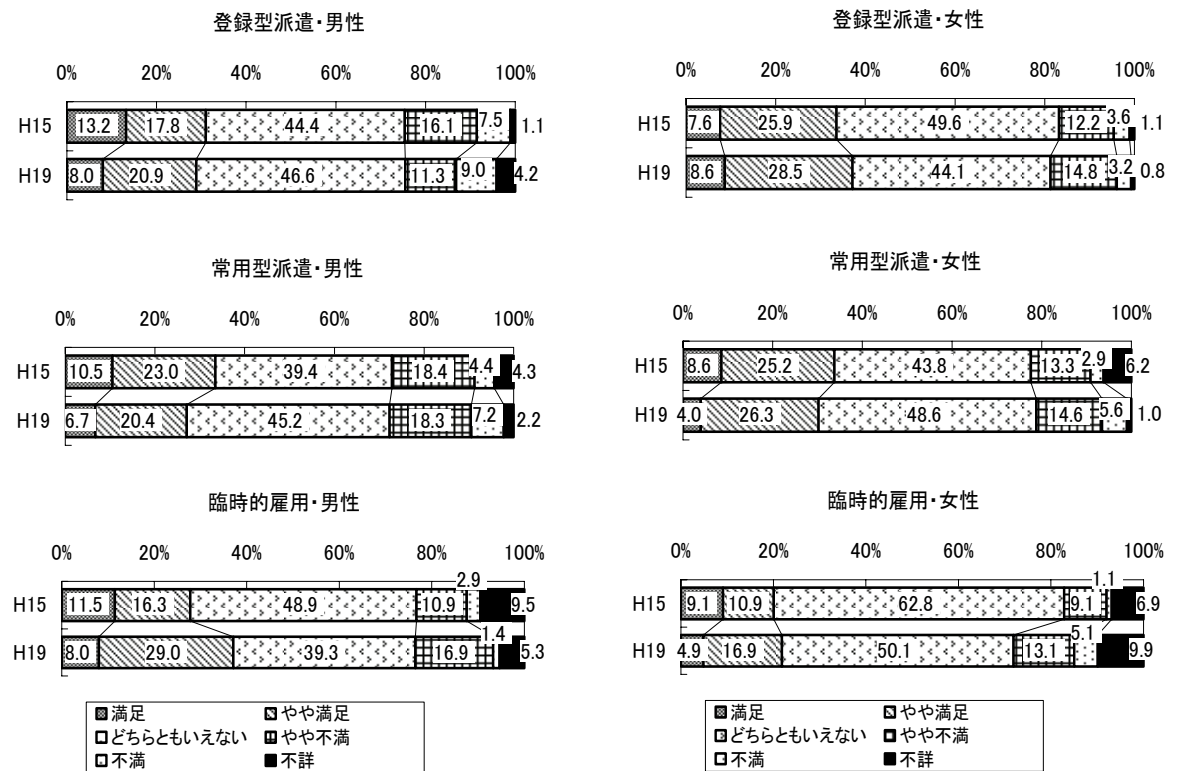 登録型派遣・男性
0% 20% 40% 60% 80% 100%
H15 13.2 17.8 44.4 16.1 7.5 1.1
H19 8.0 20.9 46.6 11.3 9.0 4.2
登録型派遣・女性
0% 20% 40% 60% 80% 100%
H15 7.6 25.9 49.6 12.2 3.6 1.1
H19 8.6 28.5 44.1 14.8 3.2 0.8
常用型派遣・男性
0% 20% 40% 60% 80% 100%
H15 10.5 23.0 39.4 18.4 4.4 4.3
H19 6.7 20.4 45.2 18.3 7.2 2.2
常用型派遣・女性
0% 20% 40% 60% 80% 100%
H15 8.6 25.2 43.8 13.3 2.9 6.2
H19 4.0 26.3 48.6 14.6 5.6 1.0
臨時的雇用・男性
0% 20% 40% 60% 80% 100%
H15 11.5 16.3 48.9 10.9 2.9 9.5
H19 8.0 29.0 39.3 16.9 1.4 5.3
満足 やや満足
どちらともいえない やや不満
不満 不詳
臨時的雇用・女性
0% 20% 40% 60% 80% 100%
H15 9.1 10.9 62.8 9.1 1.1 6.9
H19 4.9 16.9 50.1 13.1 5.1 9.9
満足 やや満足
どちらともいえない やや不満
不満 不詳